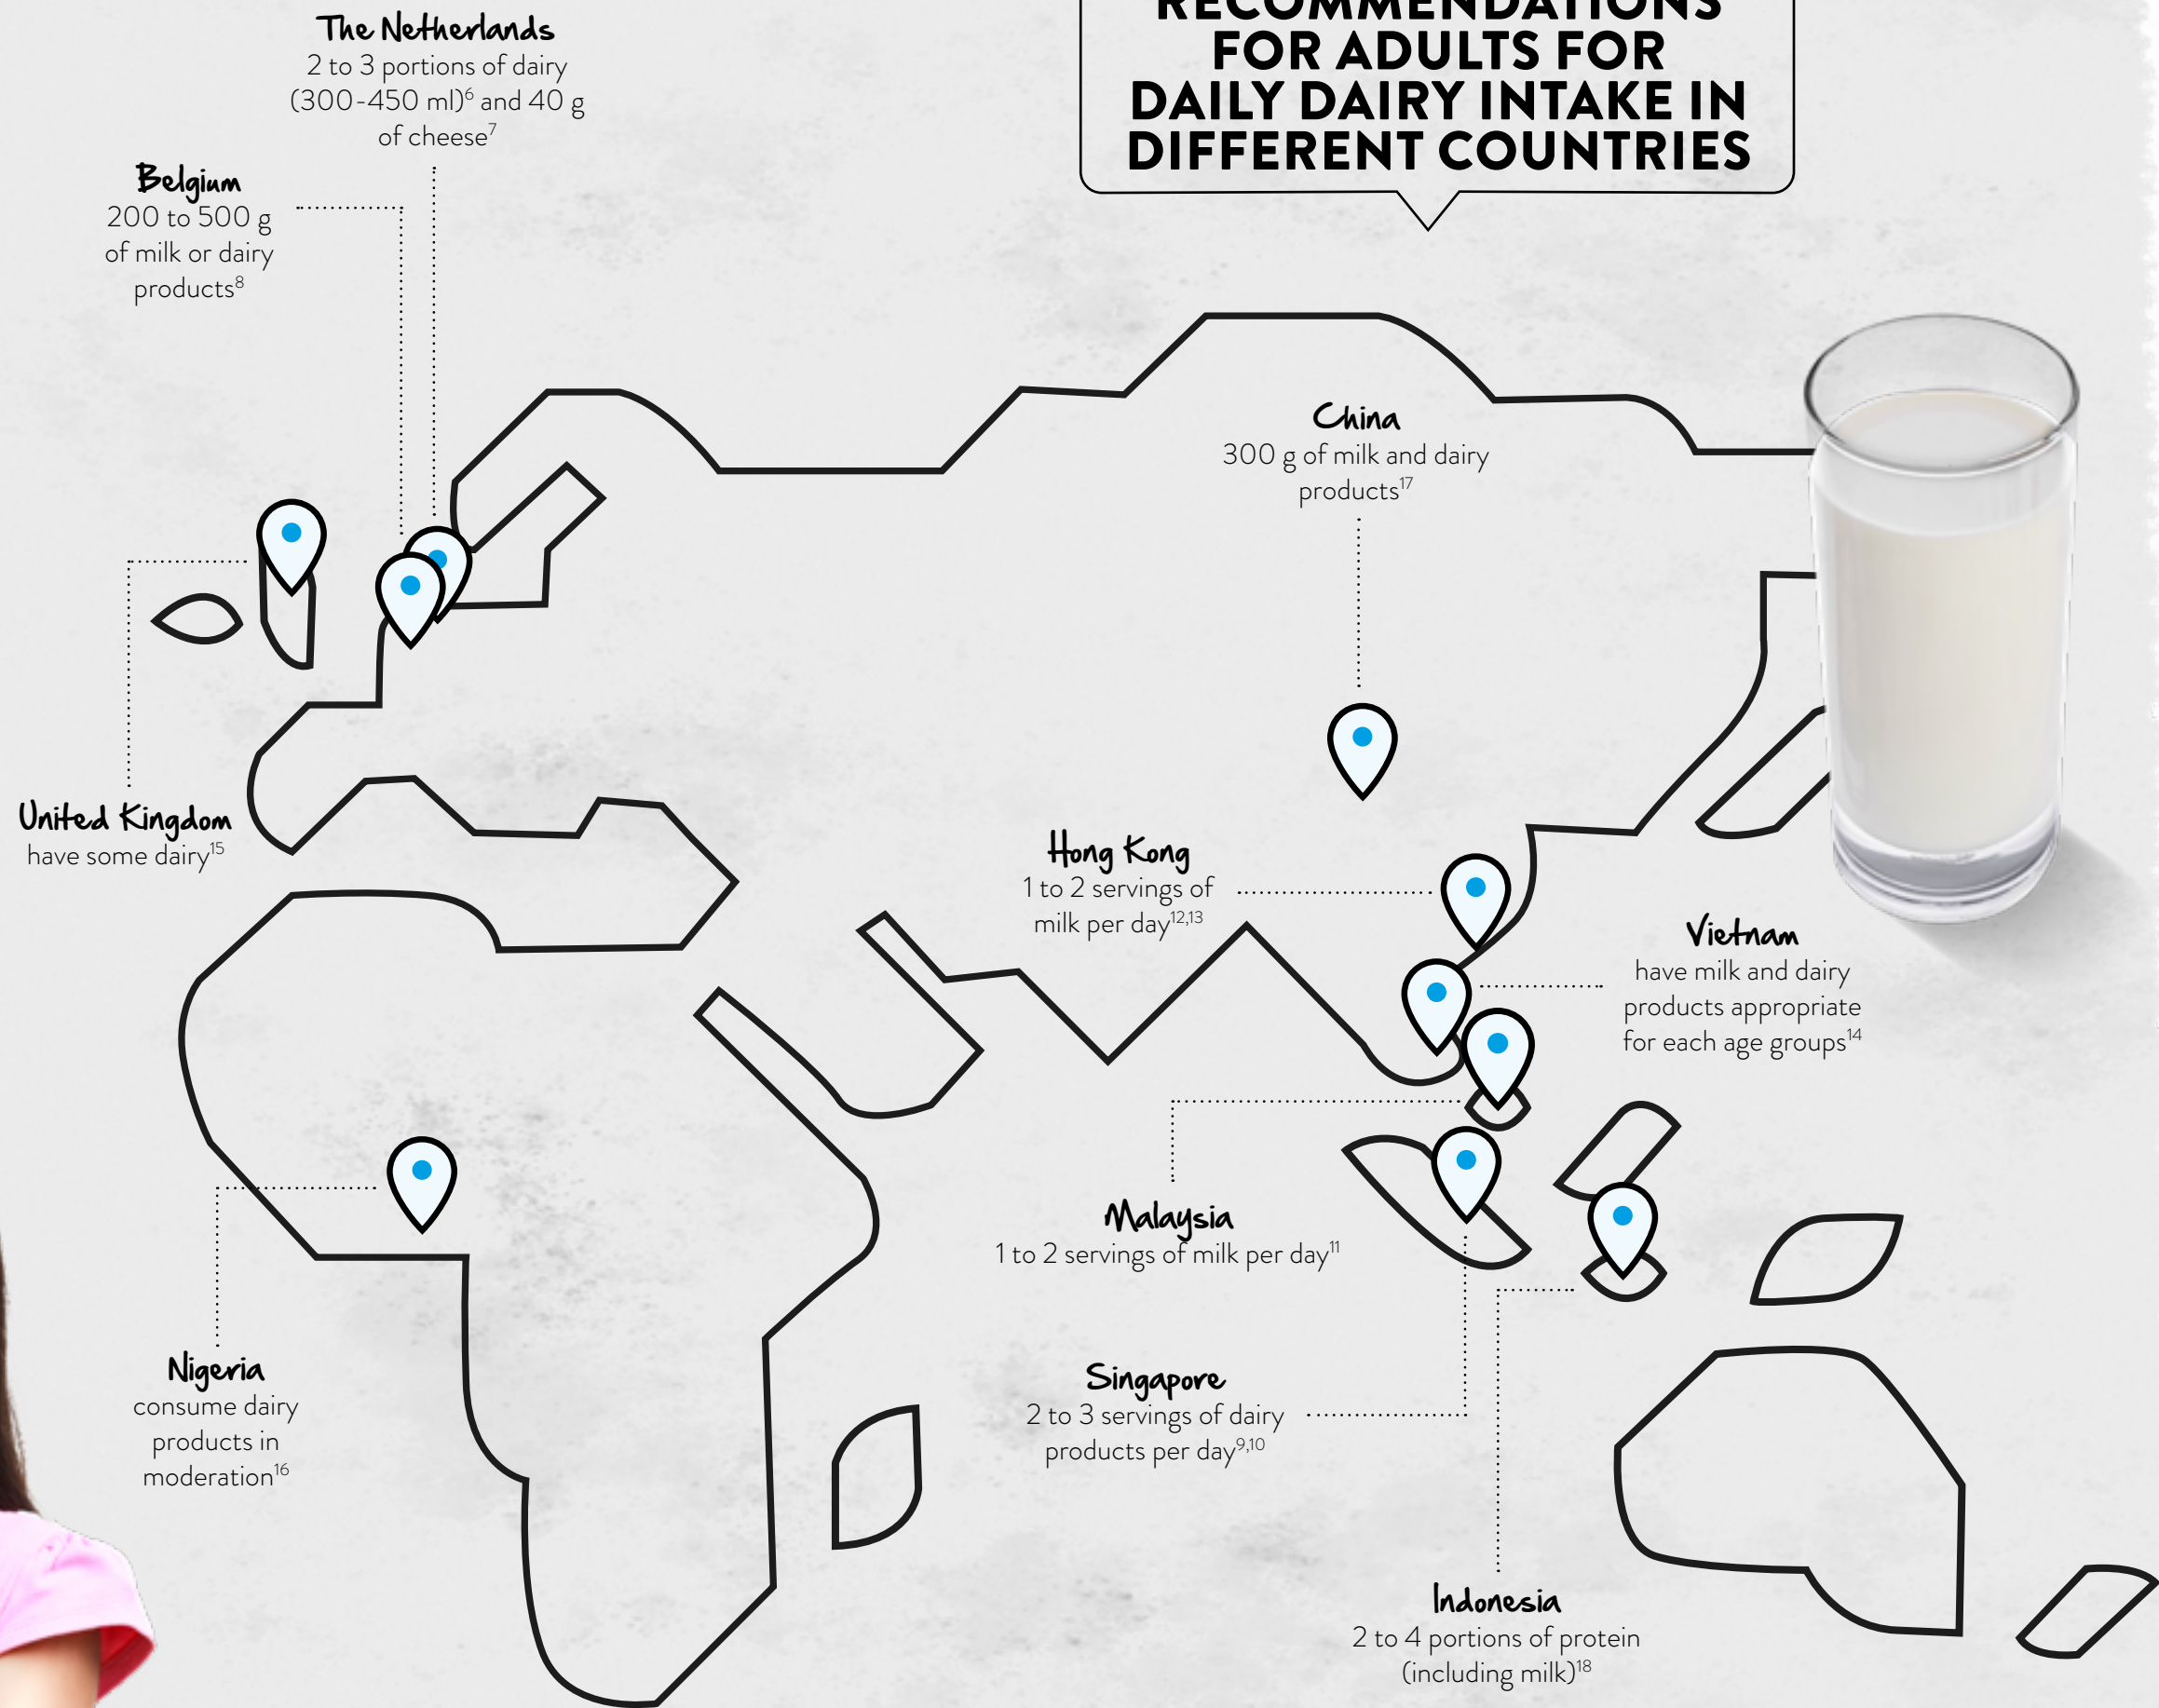 RECOMMENDATIONS
FOR ADULTS FOR
DAILY DAIRY INTAKE IN
DIFFERENT COUNTRIES
The Netherlands
2 to 3 portions of dairy
(300-450 ml)⁶ and 40 g
of cheese⁷
Belgium
200 to 500 g
of milk or dairy
products⁸
China
300 g of milk and dairy
products¹⁷
United Kingdom
have some dairy¹⁵
Hong Kong
1 to 2 servings of
milk per day¹²,¹³
Vietnam
have milk and dairy
products appropriate
for each age groups¹⁴
Malaysia
1 to 2 servings of milk per day¹¹
Nigeria
consume dairy
products in
moderation¹⁶
Singapore
2 to 3 servings of dairy
products per day⁹,¹⁰
Indonesia
2 to 4 portions of protein
(including milk)¹⁸